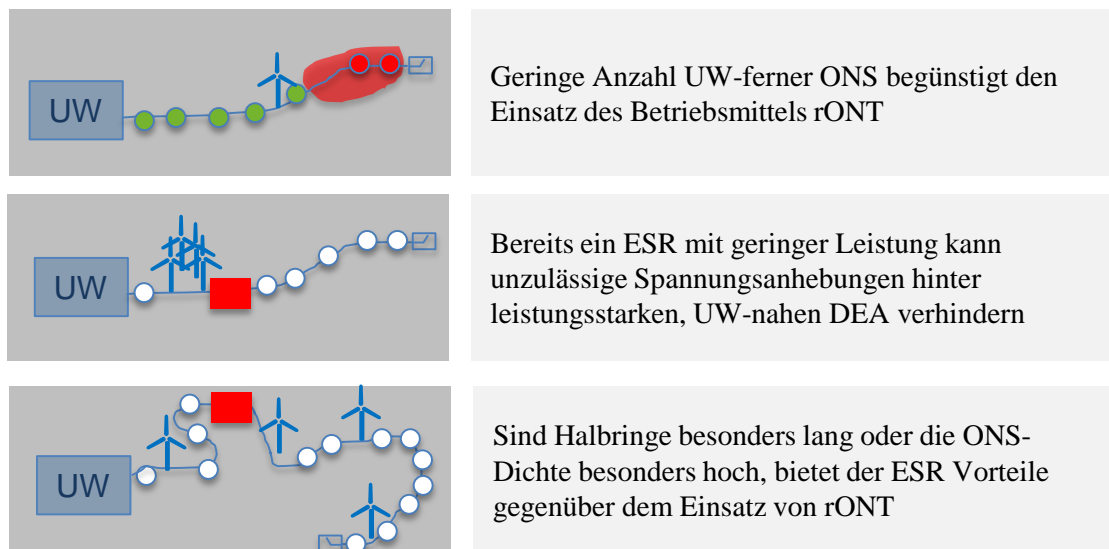 UW
Geringe Anzahl UW-ferner ONS begünstigt den
Einsatz des Betriebsmittels rONT
UW
Bereits ein ESR mit geringer Leistung kann
unzulässige Spannungsanhebungen hinter
leistungsstarken, UW-nahen DEA verhindern
UW
Sind Halbringe besonders lang oder die ONS-
Dichte besonders hoch, bietet der ESR Vorteile
gegenüber dem Einsatz von rONT